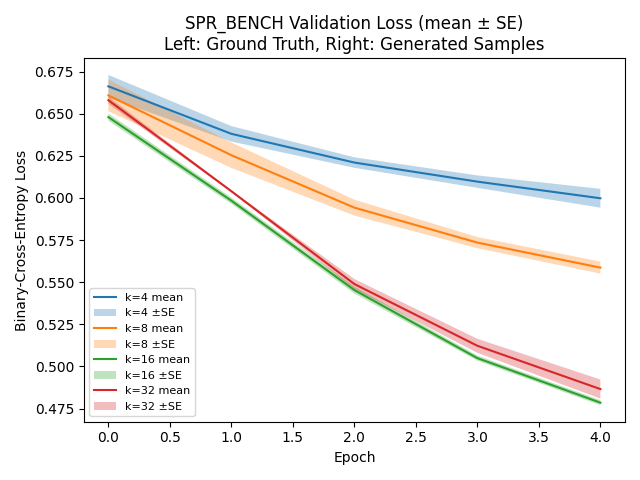 SPR_BENCH Validation Loss (mean ± SE)
Left: Ground Truth, Right: Generated Samples
Binary-Cross-Entropy Loss
0.675
0.650
0.625
0.600
0.575
0.550
0.525
0.500
0.475
k=4 mean
k=4 ±SE
k=8 mean
k=8 ±SE
k=16 mean
k=16 ±SE
k=32 mean
k=32 ±SE
0.0 0.5 1.0 1.5 2.0 2.5 3.0 3.5 4.0
Epoch